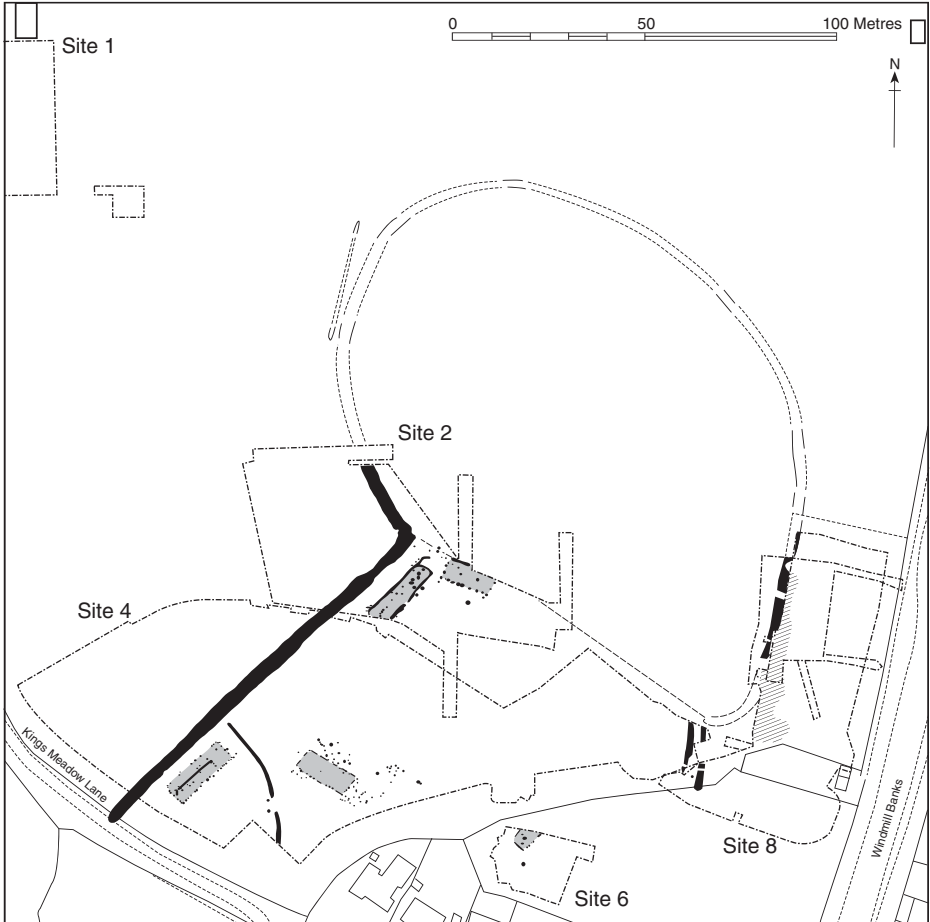 0 50 100 Metres
Site 1
N
Site 2
Site 4
Kings Meadow Lane
Windmill Banks
Site 8
Site 6